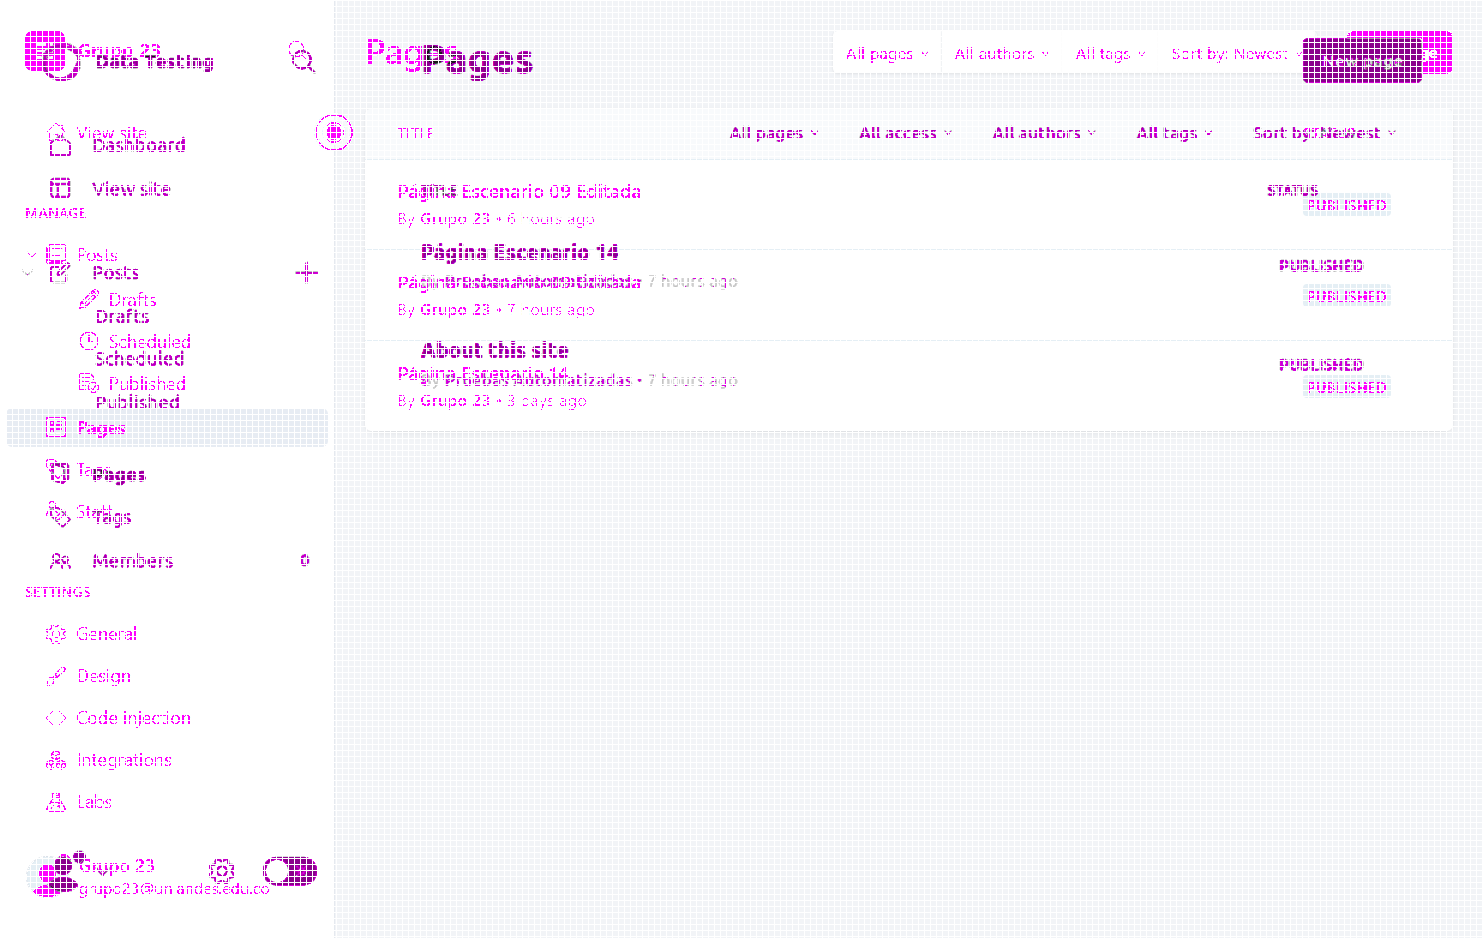 Grupo 23
Data Testing
Pages
Pages
All pages
All authors
All tags
Sort by: Newest
New page
View site
Dashboard
View site
TITLE
All pages
All access
All authors
All tags
Sort by: Newest
MANAGE
Posts
Posts
Drafts
Drafts
Scheduled
Scheduled
Published
Published
Pages
Tags
Pages
Staff
Tags
Members
0
SETTINGS
General
Design
Code injection
Integrations
Labs
Página Escenario 09 Editada
STATUS
PUBLISHED
By Grupo 23 • 6 hours ago
Página Escenario 14
PUBLISHED
Página Escenario 09 Editada
7 hours ago
PUBLISHED
By Grupo 23 • 7 hours ago
About this site
PUBLISHED
Página Escenario 14
By Pruebas Automatizadas • 7 hours ago
PUBLISHED
By Grupo 23 • 3 days ago
Grupo 23
grupo23@uniandes.edu.co